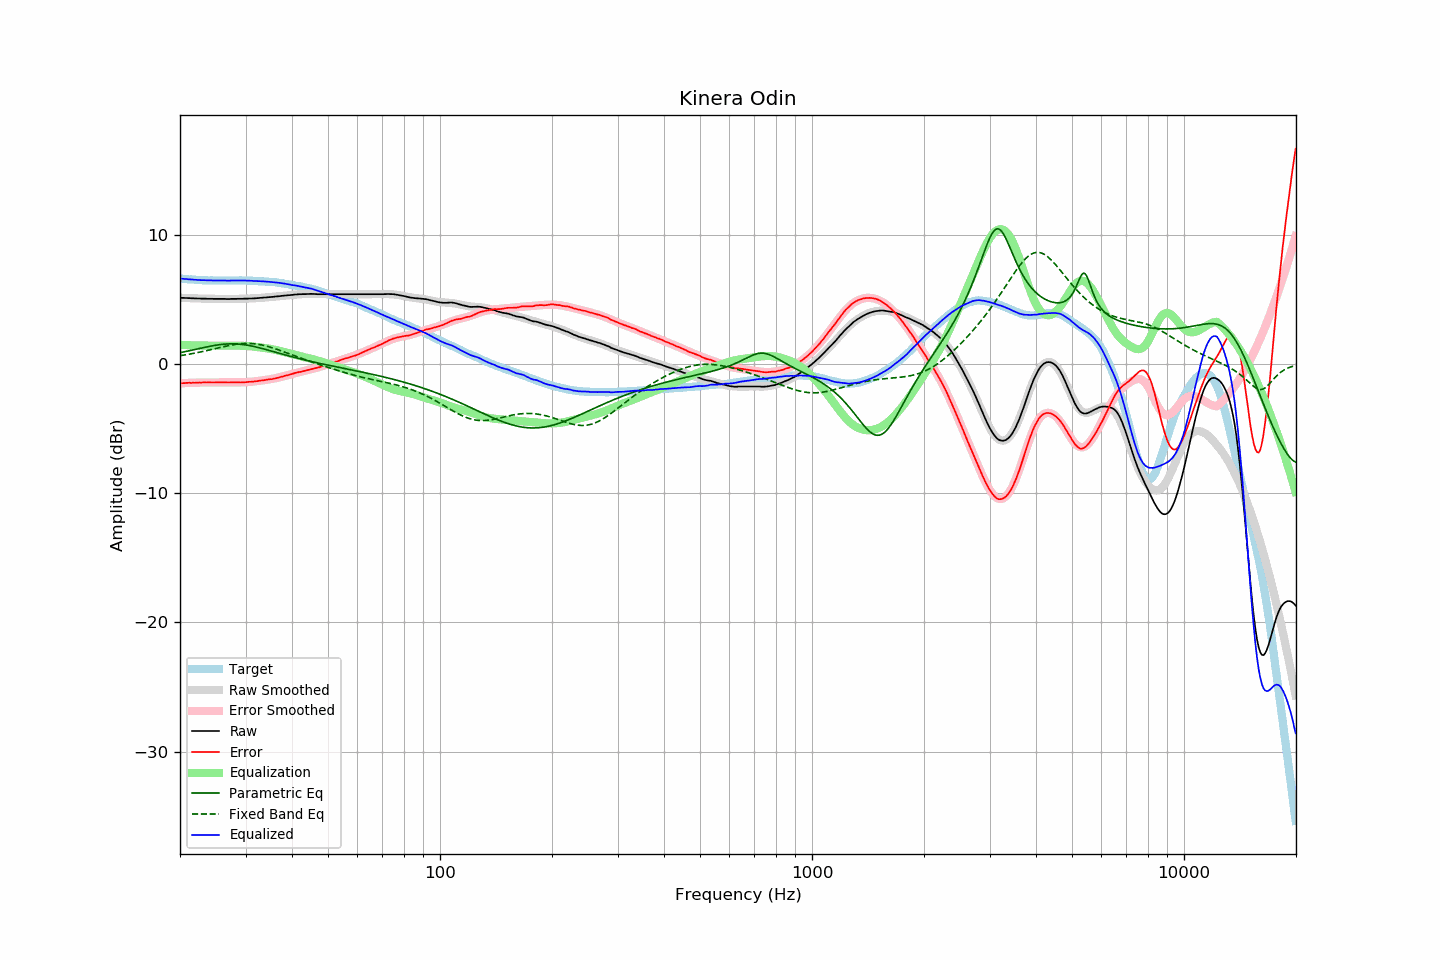 Kinera Odin
Amplitude (dBr)
10
0
−10
−20
−30
Target
Raw Smoothed
Error Smoothed
Raw
Error
Equalization
Parametric Eq
Fixed Band Eq
Equalized
100
1000
10000
Frequency (Hz)